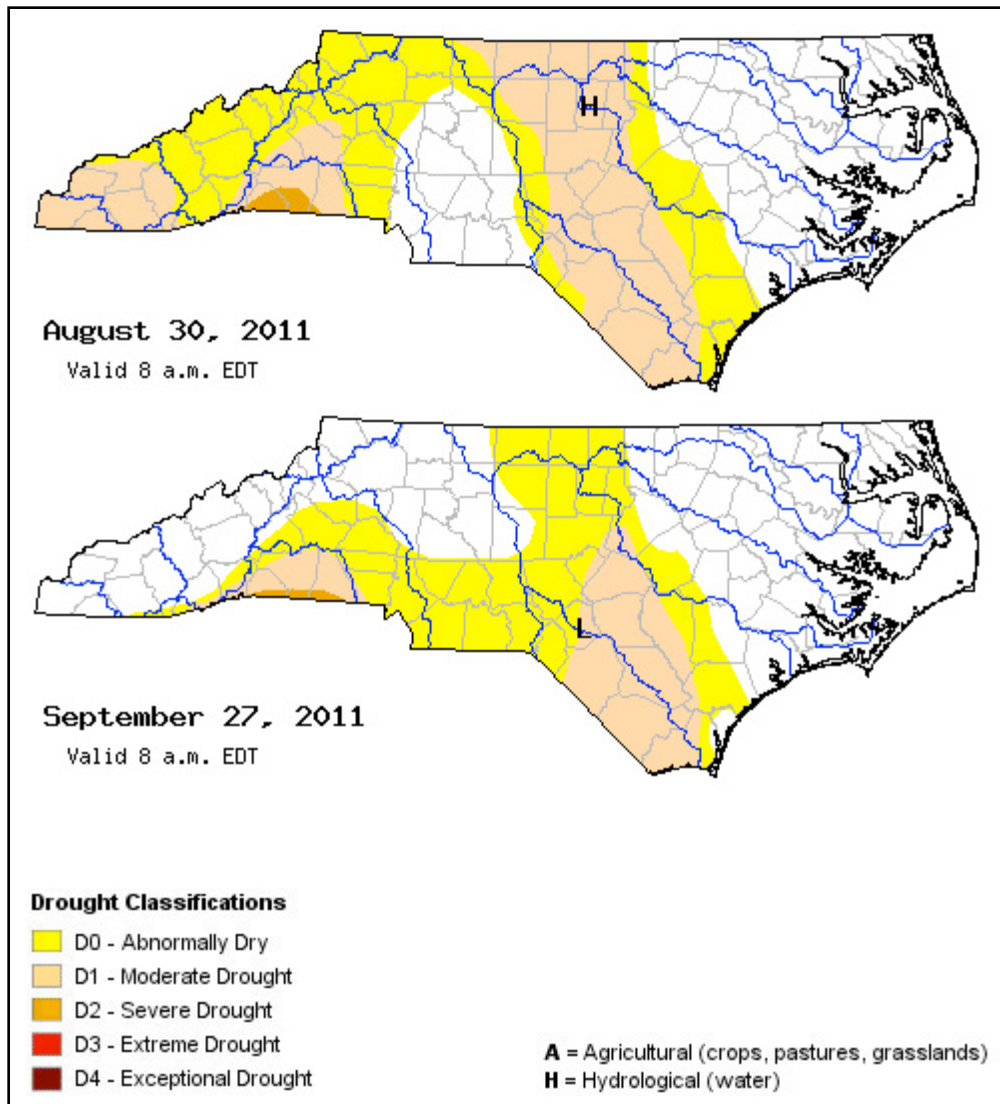 H
August 30, 2011
Valid 8 a.m. EDT
L
September 27, 2011
Valid 8 a.m. EDT
Drought Classifications
D0 - Abnormally Dry
D1 - Moderate Drought
D2 - Severe Drought
D3 - Extreme Drought
D4 - Exceptional Drought
A = Agricultural (crops, pastures, grasslands)
H = Hydrological (water)